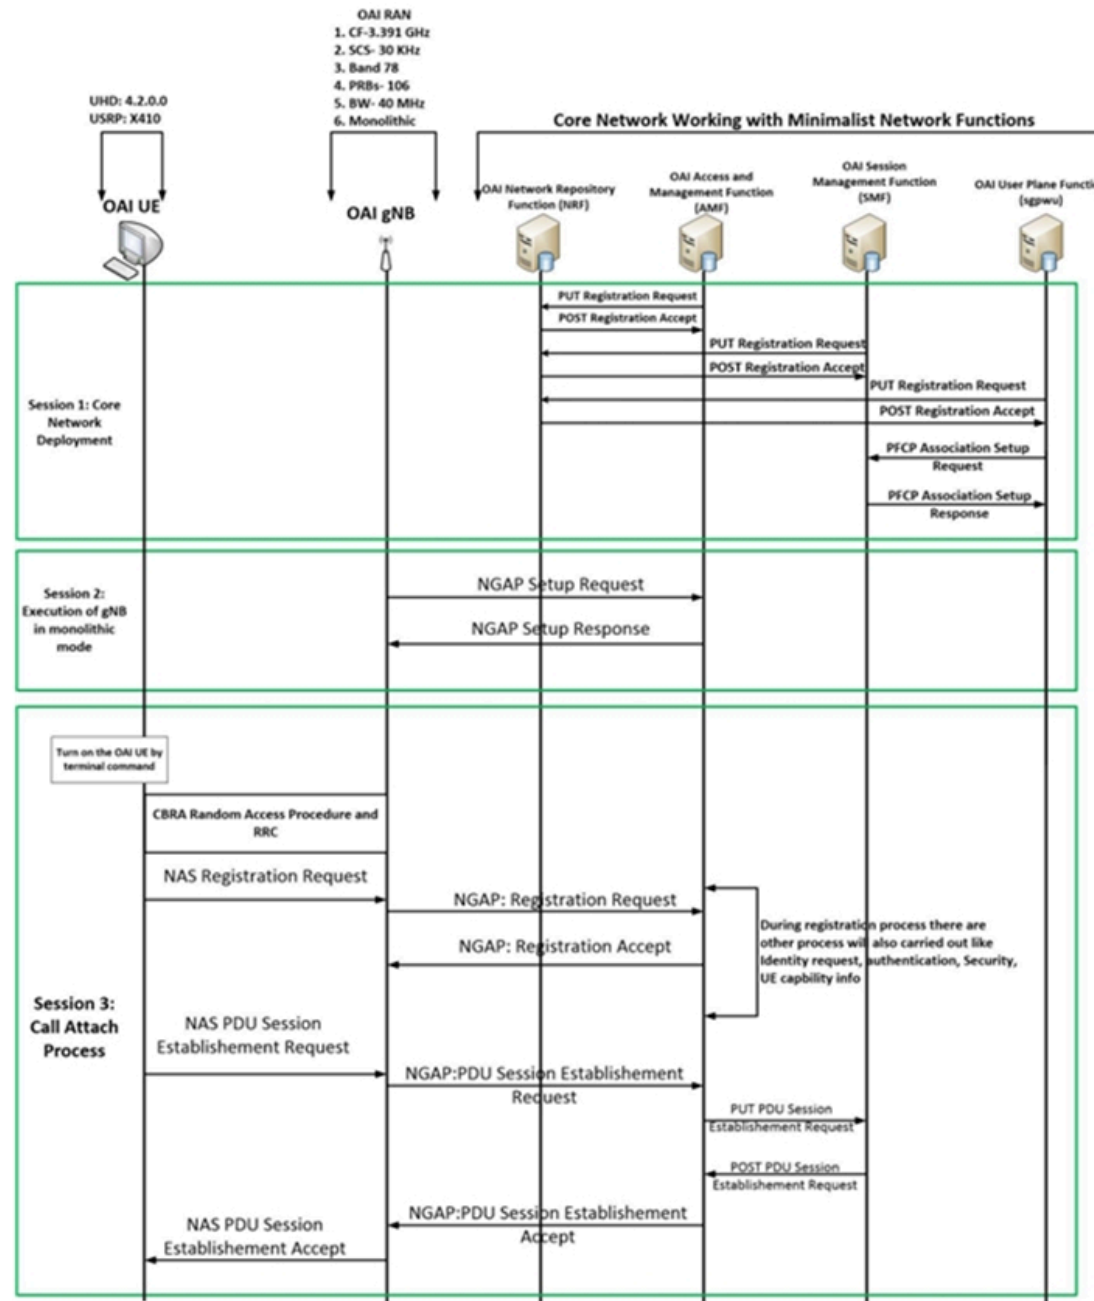 OAI RAN
1. CF-3.391 GHz
2. SCS- 30 KHz
3. Band 78
4. PRBs- 106
5. BW- 40 MHz
6. Monolithic
UHD: 4.2.0.0
USRP: X410
Core Network Working with Minimalist Network Functions
OAI UE
OAI gNB
OAI Network Repository
Function (NRF)
OAI Access and
Management Function
(AMF)
OAI Session
Management Function
(SMF)
OAI User Plane Functi
(sgpwu)
Session 1: Core
Network
Deployment
PUT Registration Request
POST Registration Accept
PUT Registration Request
POST Registration Accept
PUT Registration Request
POST Registration Accept
PFCP Association Setup
Request
PFCP Association Setup
Response
Session 2:
Execution of gNB
in monolithic
mode
NGAP Setup Request
NGAP Setup Response
Session 3:
Call Attach
Process
Turn on the OAI UE by
terminal command
CBRA Random Access Procedure and
RRC
NAS Registration Request
NGAP: Registration Request
NGAP: Registration Accept
During registration process there are
other process will also carried out like
Identity request, authentication, Security,
UE capbility info
NAS PDU Session
Establishement Request
NGAP:PDU Session Establishement
Request
PUT PDU Session
Establishement Request
POST PDU Session
Establishement Request
NGAP:PDU Session Establishement
Accept
NAS PDU Session
Establishement Accept